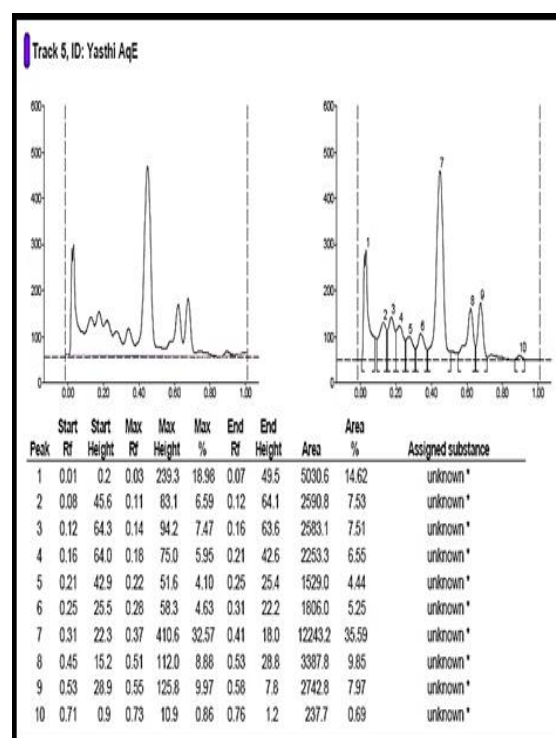 Track 5, ID: Yasthi AqE
600 600
500 500
400 400
300 300
200 200
100 100
0 0
0.00 0.20 0.40 0.60 0.80 1.00 0.00 0.20 0.40 0.60 0.80 1.00
1 2 3 4 5 6 7 8 9 10
Start Start Max Max Max End End Area
Peak Rf Height Rf Height % Rf Height Area % Assigned substance
1 0.01 0.2 0.03 239.3 18.98 0.07 49.5 5030.6 14.62 unknown *
2 0.08 45.6 0.11 83.1 6.59 0.12 64.1 2590.8 7.53 unknown *
3 0.12 64.3 0.14 94.2 7.47 0.16 63.6 2583.1 7.51 unknown *
4 0.16 64.0 0.18 75.0 5.95 0.21 42.6 2253.3 6.55 unknown *
5 0.21 42.9 0.22 51.6 4.10 0.25 25.4 1529.0 4.44 unknown *
6 0.25 25.5 0.28 58.3 4.63 0.31 22.2 1806.0 5.25 unknown *
7 0.31 22.3 0.37 410.6 32.57 0.41 18.0 12243.2 35.59 unknown *
8 0.45 15.2 0.51 112.0 8.88 0.53 28.8 3387.8 9.85 unknown *
9 0.53 28.9 0.55 125.8 9.97 0.58 7.8 2742.8 7.97 unknown *
10 0.71 0.9 0.73 10.9 0.86 0.76 1.2 237.7 0.69 unknown *